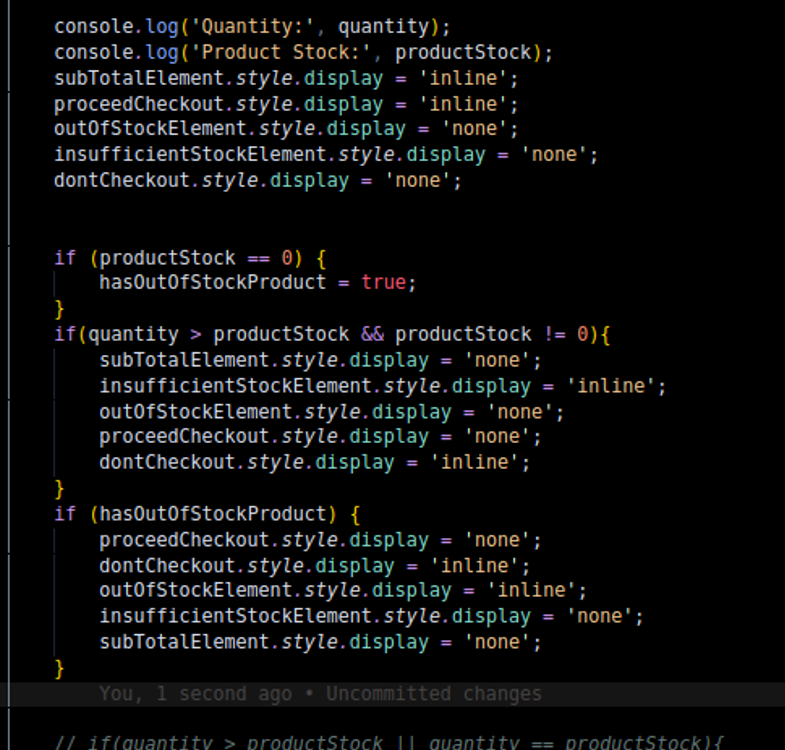 console.log('Quantity:', quantity);
console.log('Product Stock:', productStock);
subTotalElement.style.display = 'inline';
proceedCheckout.style.display = 'inline';
outOfStockElement.style.display = 'none';
insufficientStockElement.style.display = 'none';
dontCheckout.style.display = 'none';
if (productStock == 0) {
hasOutOfStockProduct = true;
}
if(quantity > productStock && productStock != 0){
subTotalElement.style.display = 'none';
insufficientStockElement.style.display = 'inline';
outOfStockElement.style.display = 'none';
proceedCheckout.style.display = 'none';
dontCheckout.style.display = 'inline';
}
if (hasOutOfStockProduct) {
proceedCheckout.style.display = 'none';
dontCheckout.style.display = 'inline';
outOfStockElement.style.display = 'inline';
insufficientStockElement.style.display = 'none';
subTotalElement.style.display = 'none';
}
You, 1 second ago • Uncommitted changes
// if(quantity > productStock || quantity == productStock){